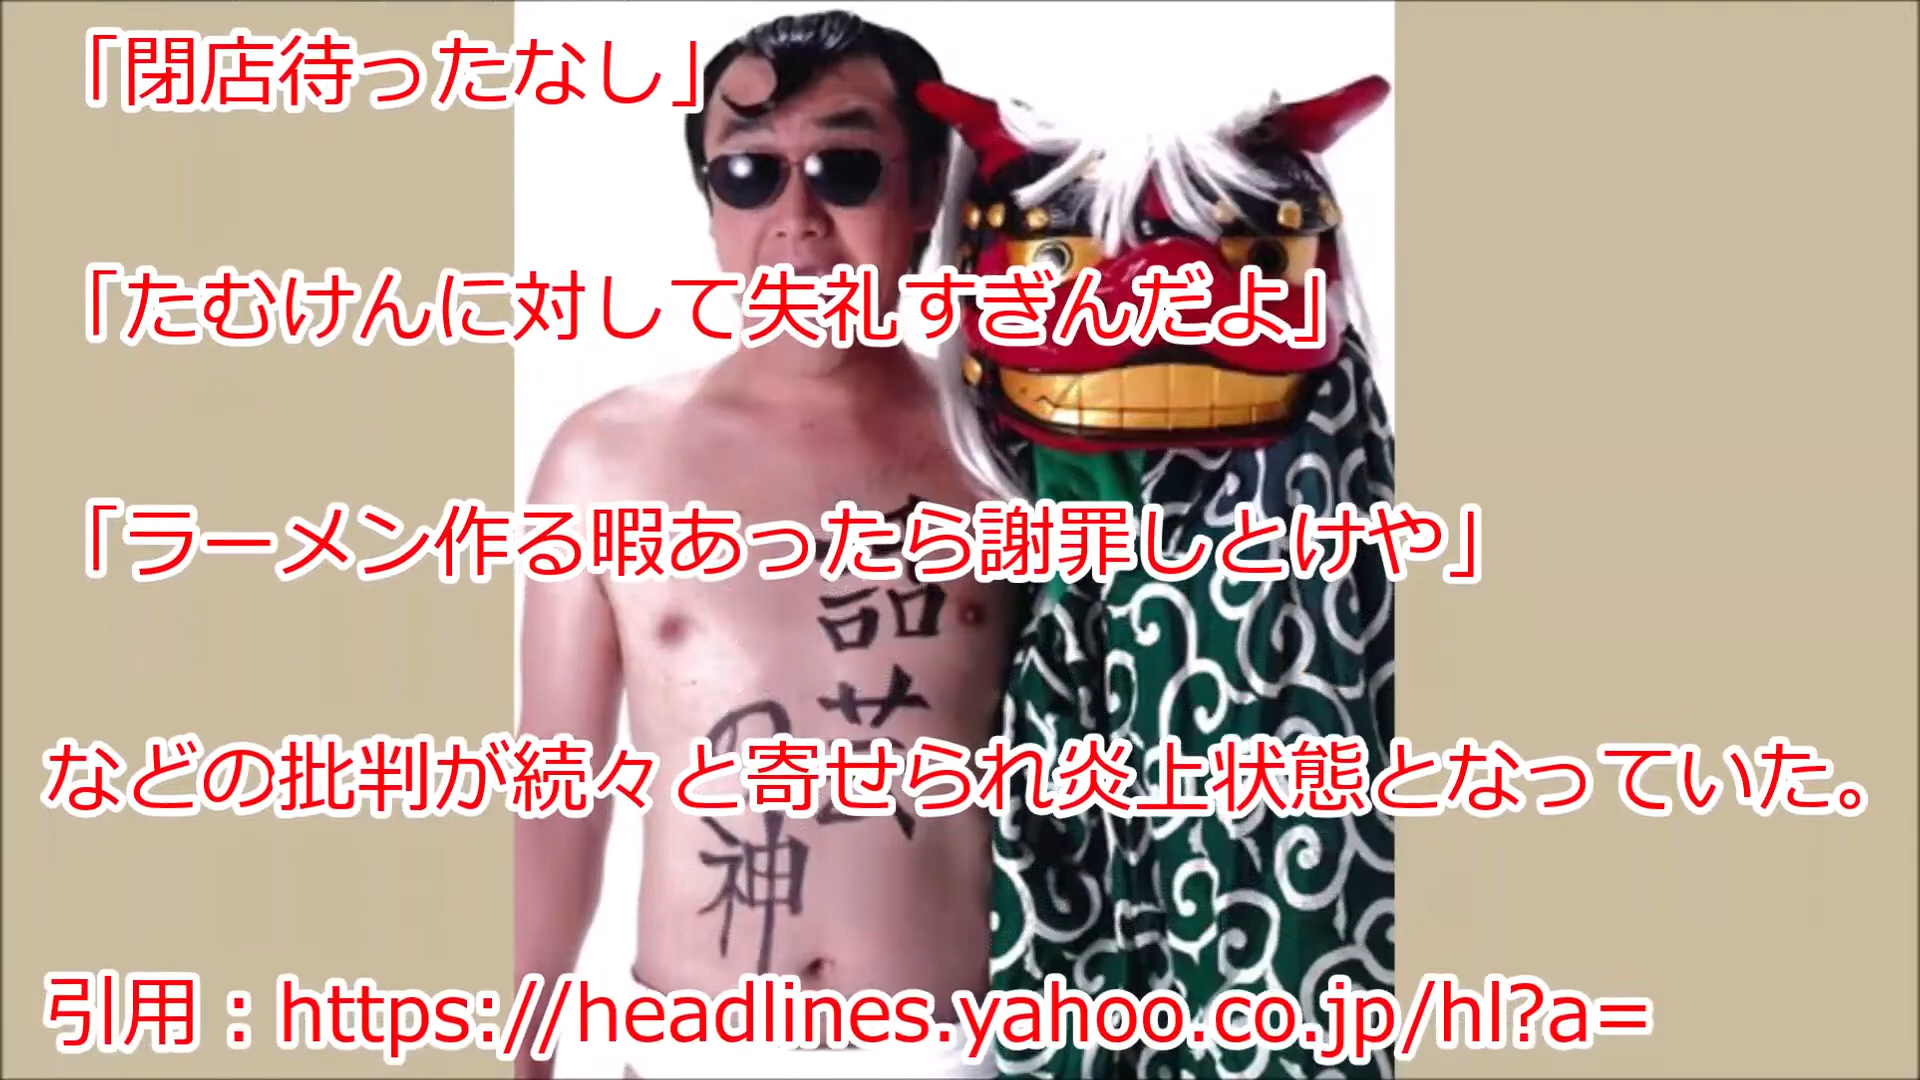 「閉店待ったなし」
「たむけんに対して失礼すぎんだよ」
「ラーメン作る暇あったら謝罪しとけや」
などの批判が続々と寄せられ炎上状態となっていた。
引用：https://headlines.yahoo.co.jp/hl?a=
芸
の神